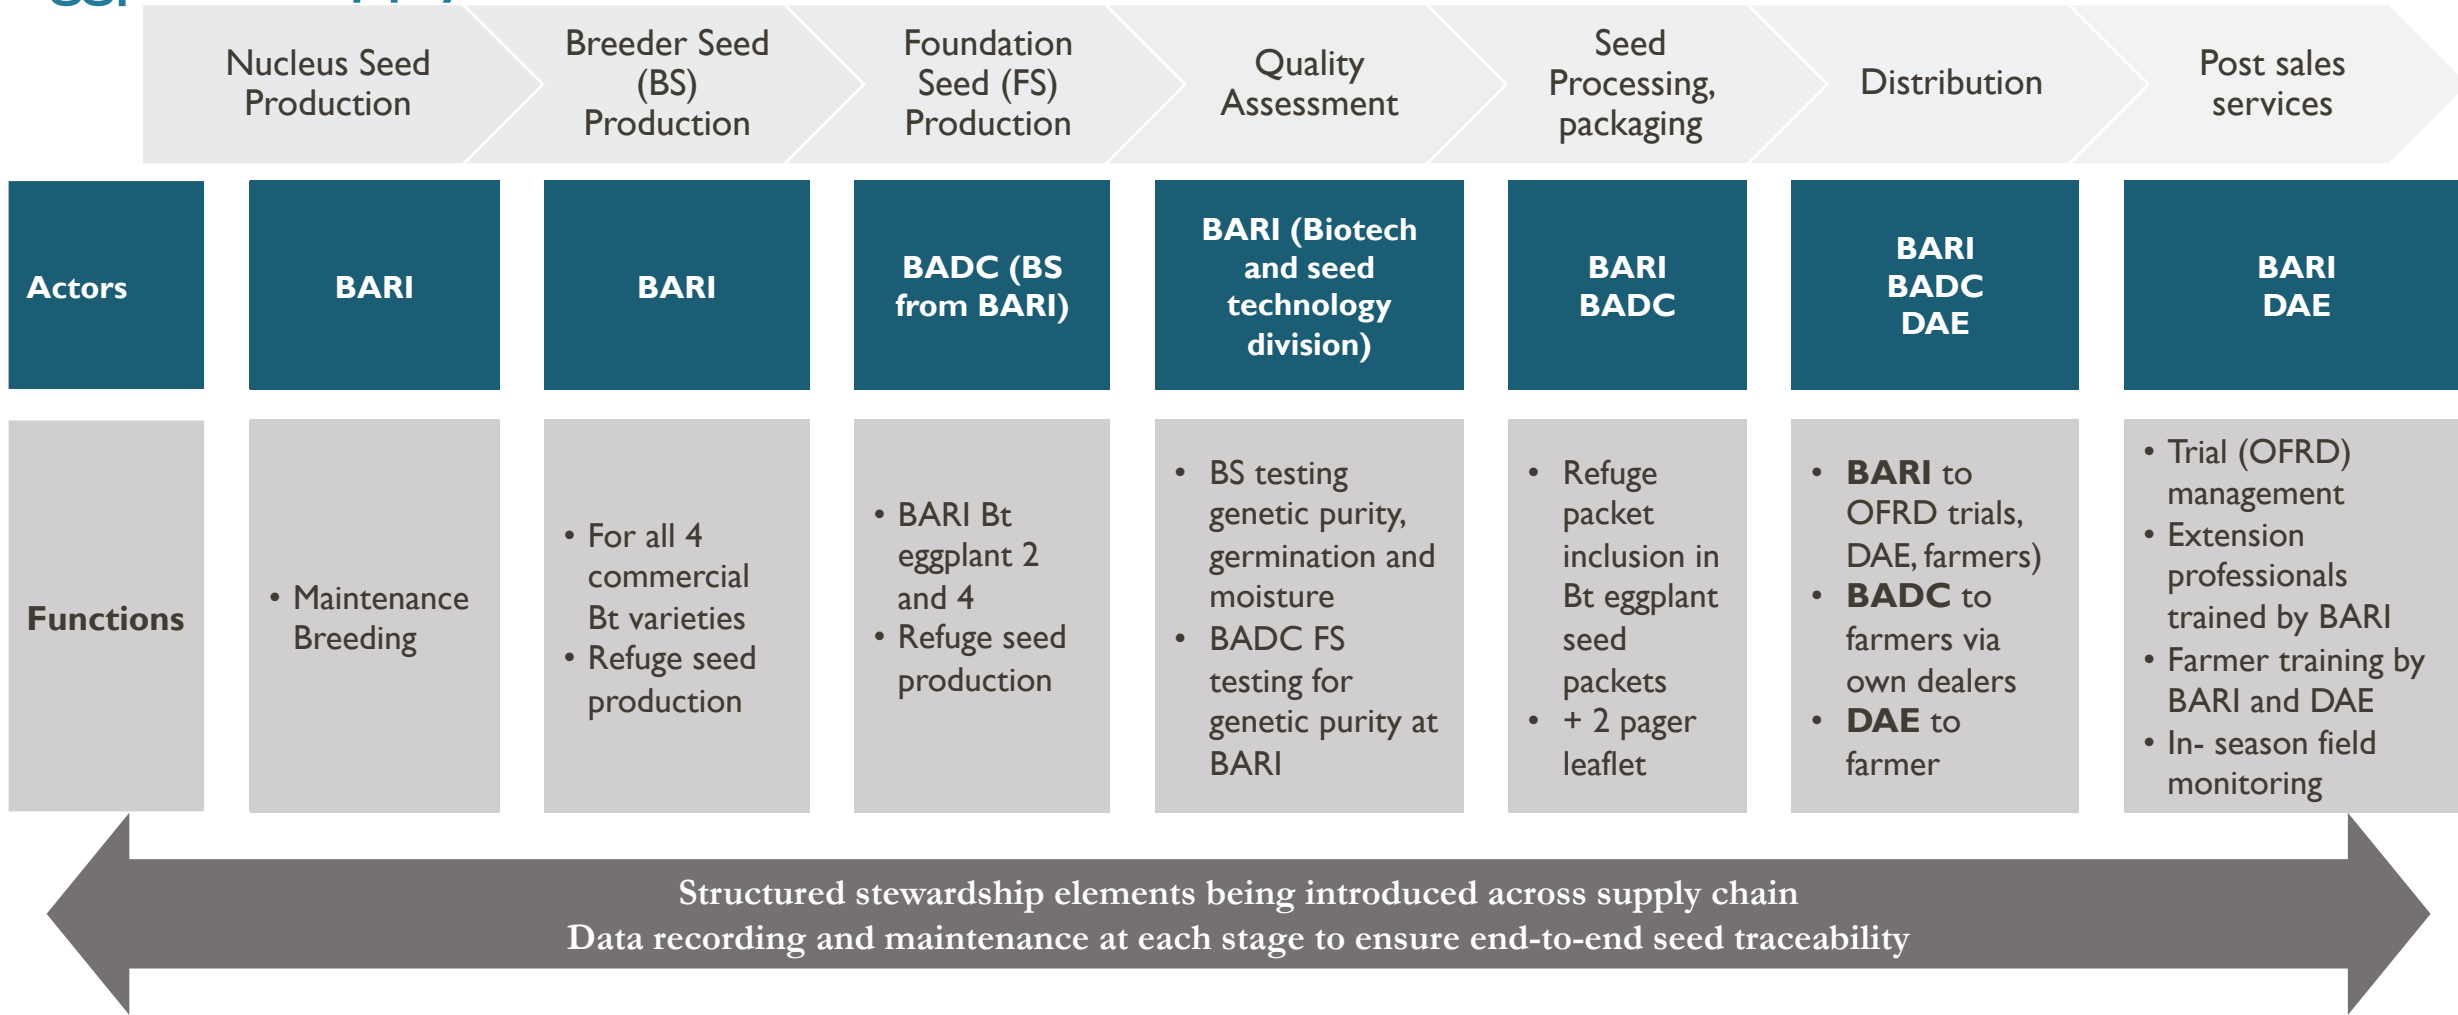 Nucleus Seed
Production
Breeder Seed
(BS)
Production
Foundation
Seed (FS)
Production
Quality
Assessment
Seed
Processing,
packaging
Distribution
Post sales
services
Actors
BARI
BARI
BADC (BS
from BARI)
BARI (Biotech
and seed
technology
division)
BARI
BADC
BARI
BADC
DAE
BARI
DAE
Functions
• Maintenance
Breeding
• For all 4
commercial
Bt varieties
• Refuge seed
production
• BARI Bt
eggplant 2
and 4
• Refuge seed
production
• BS testing
genetic purity,
germination and
moisture
• BADC FS
testing for
genetic purity at
BARI
• Refuge
packet
inclusion in
Bt eggplant
seed
packets
• + 2 pager
leaflet
• BARI to
OFRD trials,
DAE, farmers)
• BADC to
farmers via
own dealers
• DAE to
farmer
• Trial (OFRD)
management
• Extension
professionals
trained by BARI
• Farmer training by
BARI and DAE
• In- season field
monitoring
Structured stewardship elements being introduced across supply chain
Data recording and maintenance at each stage to ensure end-to-end seed traceability